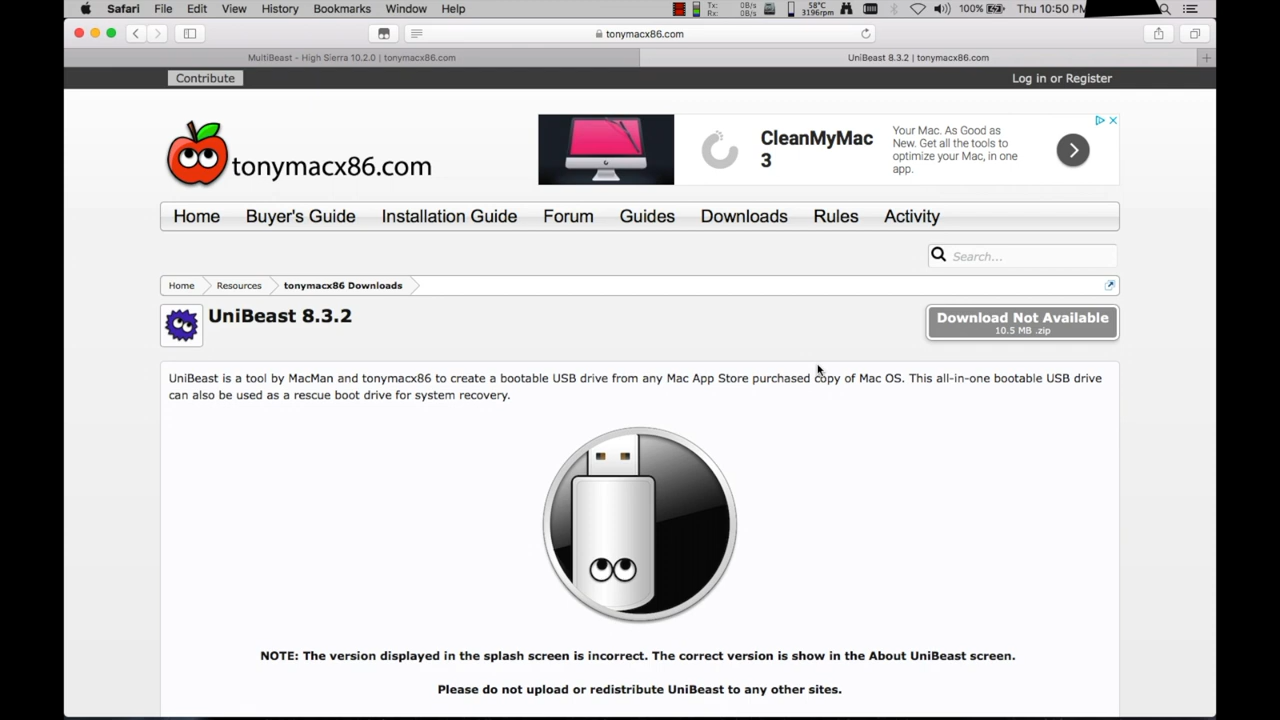 Safari File Edit View History Bookmarks Window Help Tx: 0B/s Rx: 0B/s 58°C 3196rpm 100% Thu 10:50 PM
tonymacx86.com
MultiBeast - High Sierra 10.2.0 | tonymacx86.com UniBeast 8.3.2 | tonymacx86.com
Contribute Log in or Register
tonymacx86.com
CleanMyMac 3
Your Mac. As Good as
New. Get all the tools to
optimize your Mac, in one
app.
Home Buyer's Guide Installation Guide Forum Guides Downloads Rules Activity
Search...
Home Resources tonymacx86 Downloads
UniBeast 8.3.2
Download Not Available
10.5 MB .zip
UniBeast is a tool by MacMan and tonymacx86 to create a bootable USB drive from any Mac App Store purchased copy of Mac OS. This all-in-one bootable USB drive
can also be used as a rescue boot drive for system recovery.
NOTE: The version displayed in the splash screen is incorrect. The correct version is show in the About UniBeast screen.
Please do not upload or redistribute UniBeast to any other sites.